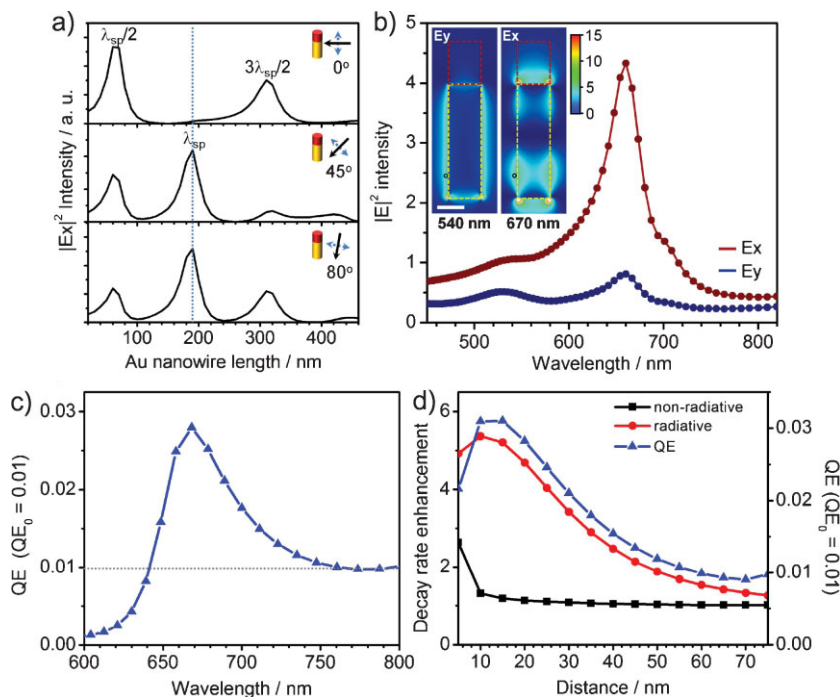 a)
|Ex|² Intensity / a. u.
λsp/2
3λsp/2
0°
λsp
45°
80°
100 200 300 400
Au nanowire length / nm
b)
|E|² intensity
5
4
3
2
1
0
Ey Ex
15
10
5
0
540 nm 670 nm
Ex
Ey
500 600 700 800
Wavelength / nm
c)
QE (QE₀ = 0.01)
0.03
0.02
0.01
0.00
600 650 700 750 800
Wavelength / nm
d)
Decay rate enhancement
6
4
2
0
non-radiative
radiative
QE
0.03
0.02
0.01
0.00
QE (QE₀ = 0.01)
10 20 30 40 50 60 70
Distance / nm